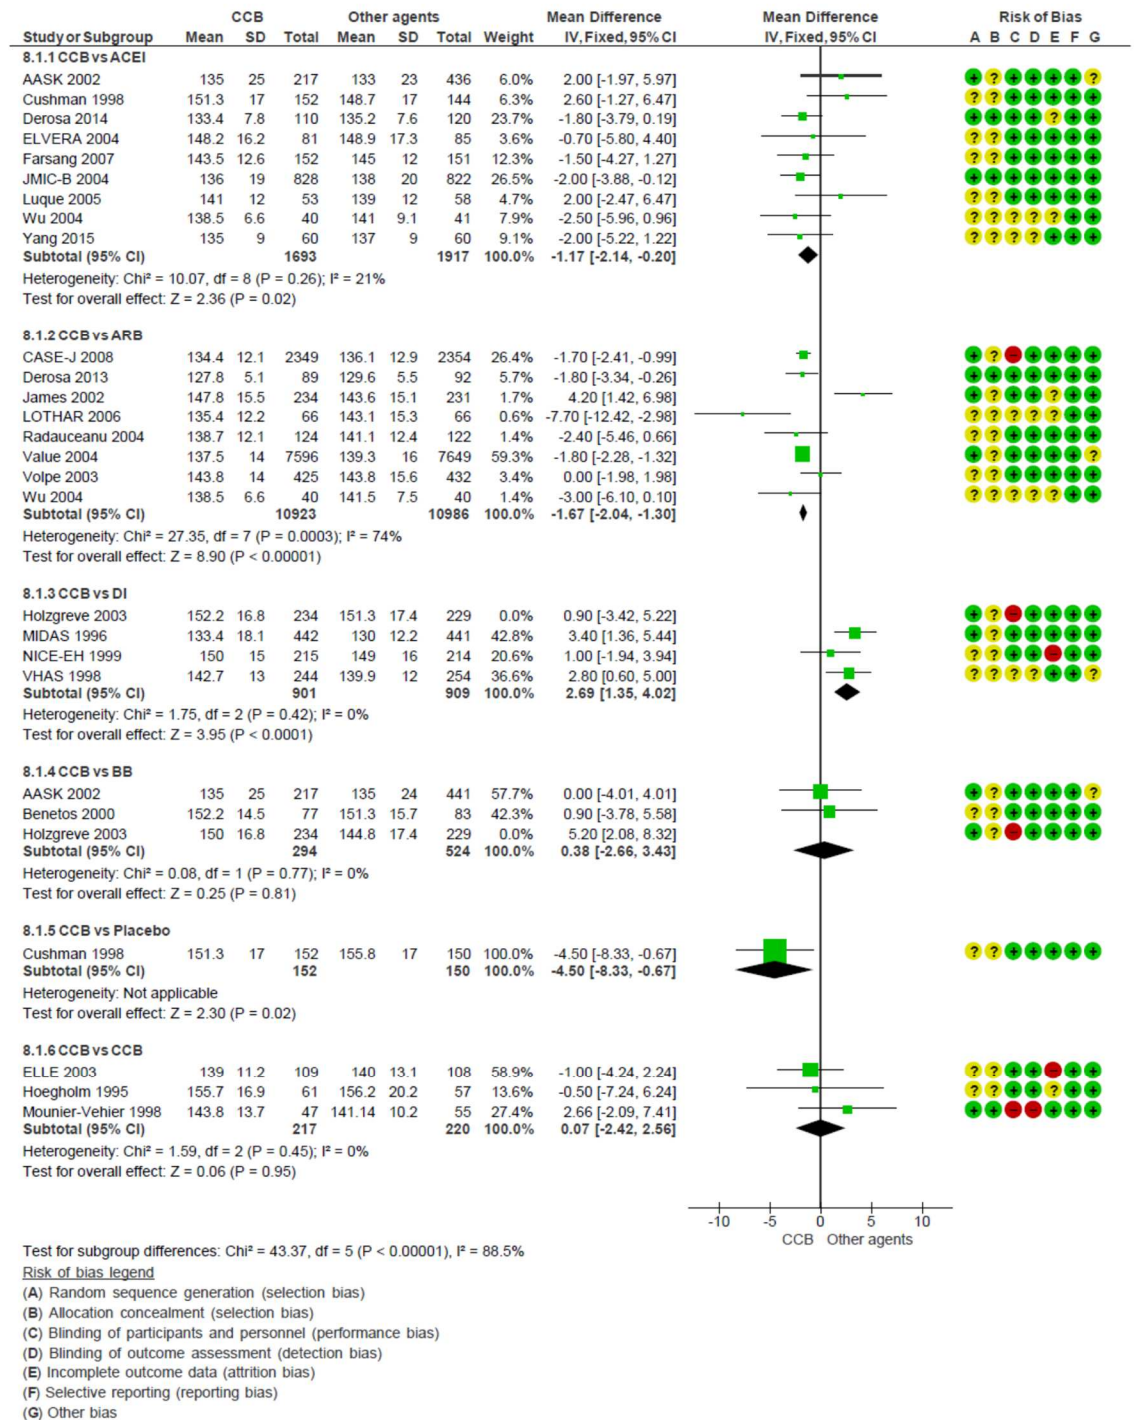 CCB Other agents Mean Difference Mean Difference Risk of Bias
Study or Subgroup Mean SD Total Mean SD Total Weight IV, Fixed, 95% CI IV, Fixed, 95% CI A B C D E F G
8.1.1 CCB vs ACEI
AASK 2002 135 25 217 133 23 436 6.0% 2.00 [-1.97, 5.97] + ? + + + + ?
Cushman 1998 151.3 17 152 148.7 17 144 6.3% 2.60 [-1.27, 6.47] ? ? + + + + +
Derosa 2014 133.4 7.8 110 135.2 7.6 120 23.7% -1.80 [-3.79, 0.19] + + + + ? + +
ELVERA 2004 148.2 16.2 81 148.9 17.3 85 3.6% -0.70 [-5.80, 4.40] ? ? + + + + +
Farsang 2007 143.5 12.6 152 145 12 151 12.3% -1.50 [-4.27, 1.27] ? ? + + + + +
JMIC-B 2004 136 19 828 138 20 822 26.5% -2.00 [-3.88, -0.12] + + + + + + +
Luque 2005 141 12 53 139 12 58 4.7% 2.00 [-2.47, 6.47] ? ? + + + + +
Wu 2004 138.5 6.6 40 141 9.1 41 7.9% -2.50 [-5.96, 0.96] ? ? ? ? ? + +
Yang 2015 135 9 60 137 9 60 9.1% -2.00 [-5.22, 1.22] ? ? ? ? + + +
Subtotal (95% CI) 1693 1917 100.0% -1.17 [-2.14, -0.20]
Heterogeneity: Chi² = 10.07, df = 8 (P = 0.26); I² = 21%
Test for overall effect: Z = 2.36 (P = 0.02)
8.1.2 CCB vs ARB
CASE-J 2008 134.4 12.1 2349 136.1 12.9 2354 26.4% -1.70 [-2.41, -0.99] + ? - + + + +
Derosa 2013 127.8 5.1 89 129.6 5.5 92 5.7% -1.80 [-3.34, -0.26] + + + + + + +
James 2002 147.8 15.5 234 143.6 15.1 231 1.7% 4.20 [1.42, 6.98] + ? + + ? + +
LOTHAR 2006 135.4 12.2 66 143.1 15.3 66 0.6% -7.70 [-12.42, -2.98] ? ? ? ? ? + +
Radauceanu 2004 138.7 12.1 124 141.1 12.4 122 1.4% -2.40 [-5.46, 0.66] ? ? + + + + +
Value 2004 137.5 14 7596 139.3 16 7649 59.3% -1.80 [-2.28, -1.32] + ? + + + + ?
Volpe 2003 143.8 14 425 143.8 15.6 432 3.4% 0.00 [-1.98, 1.98] ? ? + + + + +
Wu 2004 138.5 6.6 40 141.5 7.5 40 1.4% -3.00 [-6.10, 0.10] ? ? ? ? ? + +
Subtotal (95% CI) 10923 10986 100.0% -1.67 [-2.04, -1.30]
Heterogeneity: Chi² = 27.35, df = 7 (P = 0.0003); I² = 74%
Test for overall effect: Z = 8.90 (P < 0.00001)
8.1.3 CCB vs DI
Holzgreve 2003 152.2 16.8 234 151.3 17.4 229 0.0% 0.90 [-3.42, 5.22] + ? - + + + +
MIDAS 1996 133.4 18.1 442 130 12.2 441 42.8% 3.40 [1.36, 5.44] + ? + + + + +
NICE-EH 1999 150 15 215 149 16 214 20.6% 1.00 [-1.94, 3.94] ? ? + + - + +
VHAS 1998 142.7 13 244 139.9 12 254 36.6% 2.80 [0.60, 5.00] ? ? ? ? + + ?
Subtotal (95% CI) 901 909 100.0% 2.69 [1.35, 4.02]
Heterogeneity: Chi² = 1.75, df = 2 (P = 0.42); I² = 0%
Test for overall effect: Z = 3.95 (P < 0.0001)
8.1.4 CCB vs BB
AASK 2002 135 25 217 135 24 441 57.7% 0.00 [-4.01, 4.01] + ? + + + + ?
Benetos 2000 152.2 14.5 77 151.3 15.7 83 42.3% 0.90 [-3.78, 5.58] ? ? + + + + +
Holzgreve 2003 150 16.8 234 144.8 17.4 229 0.0% 5.20 [2.08, 8.32] + ? - + + + +
Subtotal (95% CI) 294 524 100.0% 0.38 [-2.66, 3.43]
Heterogeneity: Chi² = 0.08, df = 1 (P = 0.77); I² = 0%
Test for overall effect: Z = 0.25 (P = 0.81)
8.1.5 CCB vs Placebo
Cushman 1998 151.3 17 152 155.8 17 150 100.0% -4.50 [-8.33, -0.67] ? ? + + + + +
Subtotal (95% CI) 152 150 100.0% -4.50 [-8.33, -0.67]
Heterogeneity: Not applicable
Test for overall effect: Z = 2.30 (P = 0.02)
8.1.6 CCB vs CCB
ELLE 2003 139 11.2 109 140 13.1 108 58.9% -1.00 [-4.24, 2.24] ? ? + + - + +
Hoegholm 1995 155.7 16.9 61 156.2 20.2 57 13.6% -0.50 [-7.24, 6.24] ? ? + + ? + +
Mounier-Vehier 1998 143.8 13.7 47 141.14 10.2 55 27.4% 2.66 [-2.09, 7.41] + + - - + + +
Subtotal (95% CI) 217 220 100.0% 0.07 [-2.42, 2.56]
Heterogeneity: Chi² = 1.59, df = 2 (P = 0.45); I² = 0%
Test for overall effect: Z = 0.06 (P = 0.95)
-10 -5 0 5 10
CCB Other agents
Test for subgroup differences: Chi² = 43.37, df = 5 (P < 0.00001), I² = 88.5%
Risk of bias legend
(A) Random sequence generation (selection bias)
(B) Allocation concealment (selection bias)
(C) Blinding of participants and personnel (performance bias)
(D) Blinding of outcome assessment (detection bias)
(E) Incomplete outcome data (attrition bias)
(F) Selective reporting (reporting bias)
(G) Other bias